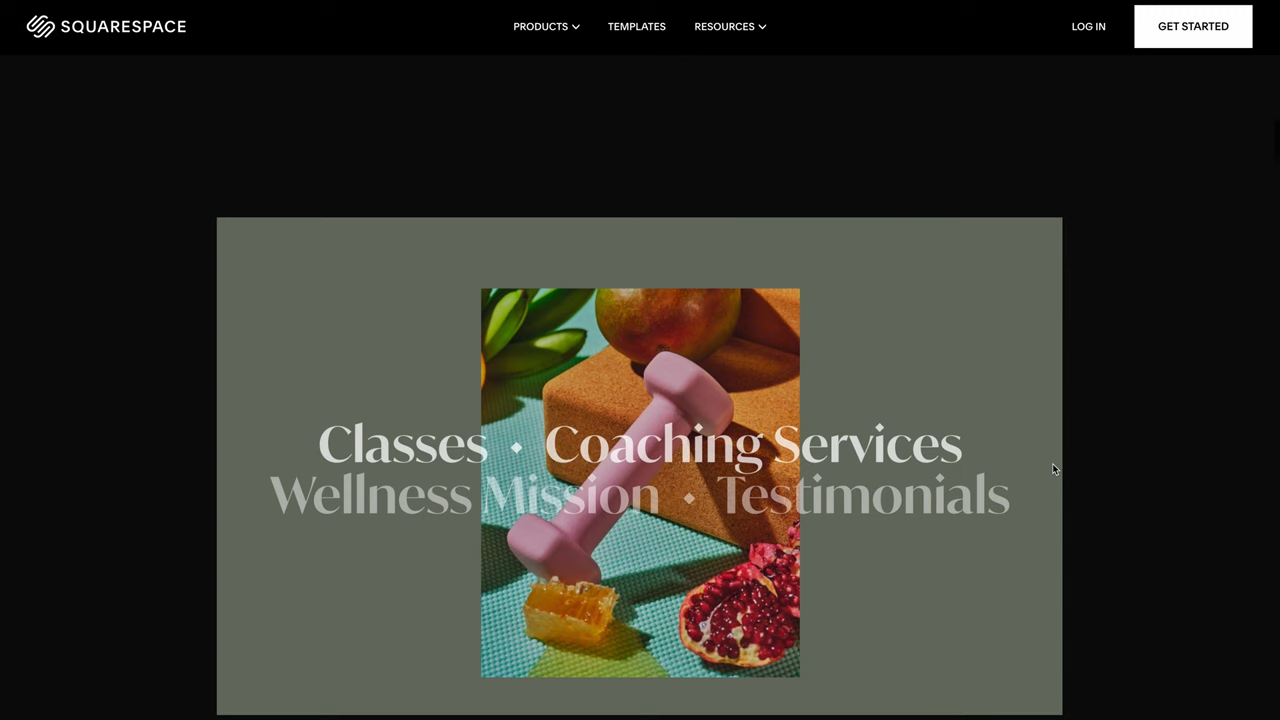 SQUARESPACE
PRODUCTS
TEMPLATES
RESOURCES
LOG IN
GET STARTED
Classes • Coaching Services
Wellness Mission • Testimonials